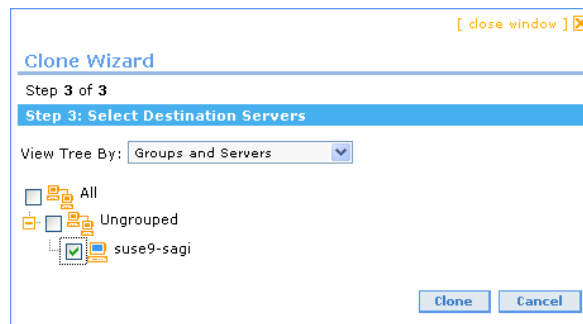 [ close window ]
Clone Wizard
Step 3 of 3
Step 3: Select Destination Servers
View Tree By: Groups and Servers
All
Ungrouped
suse9-sagi
Clone Cancel